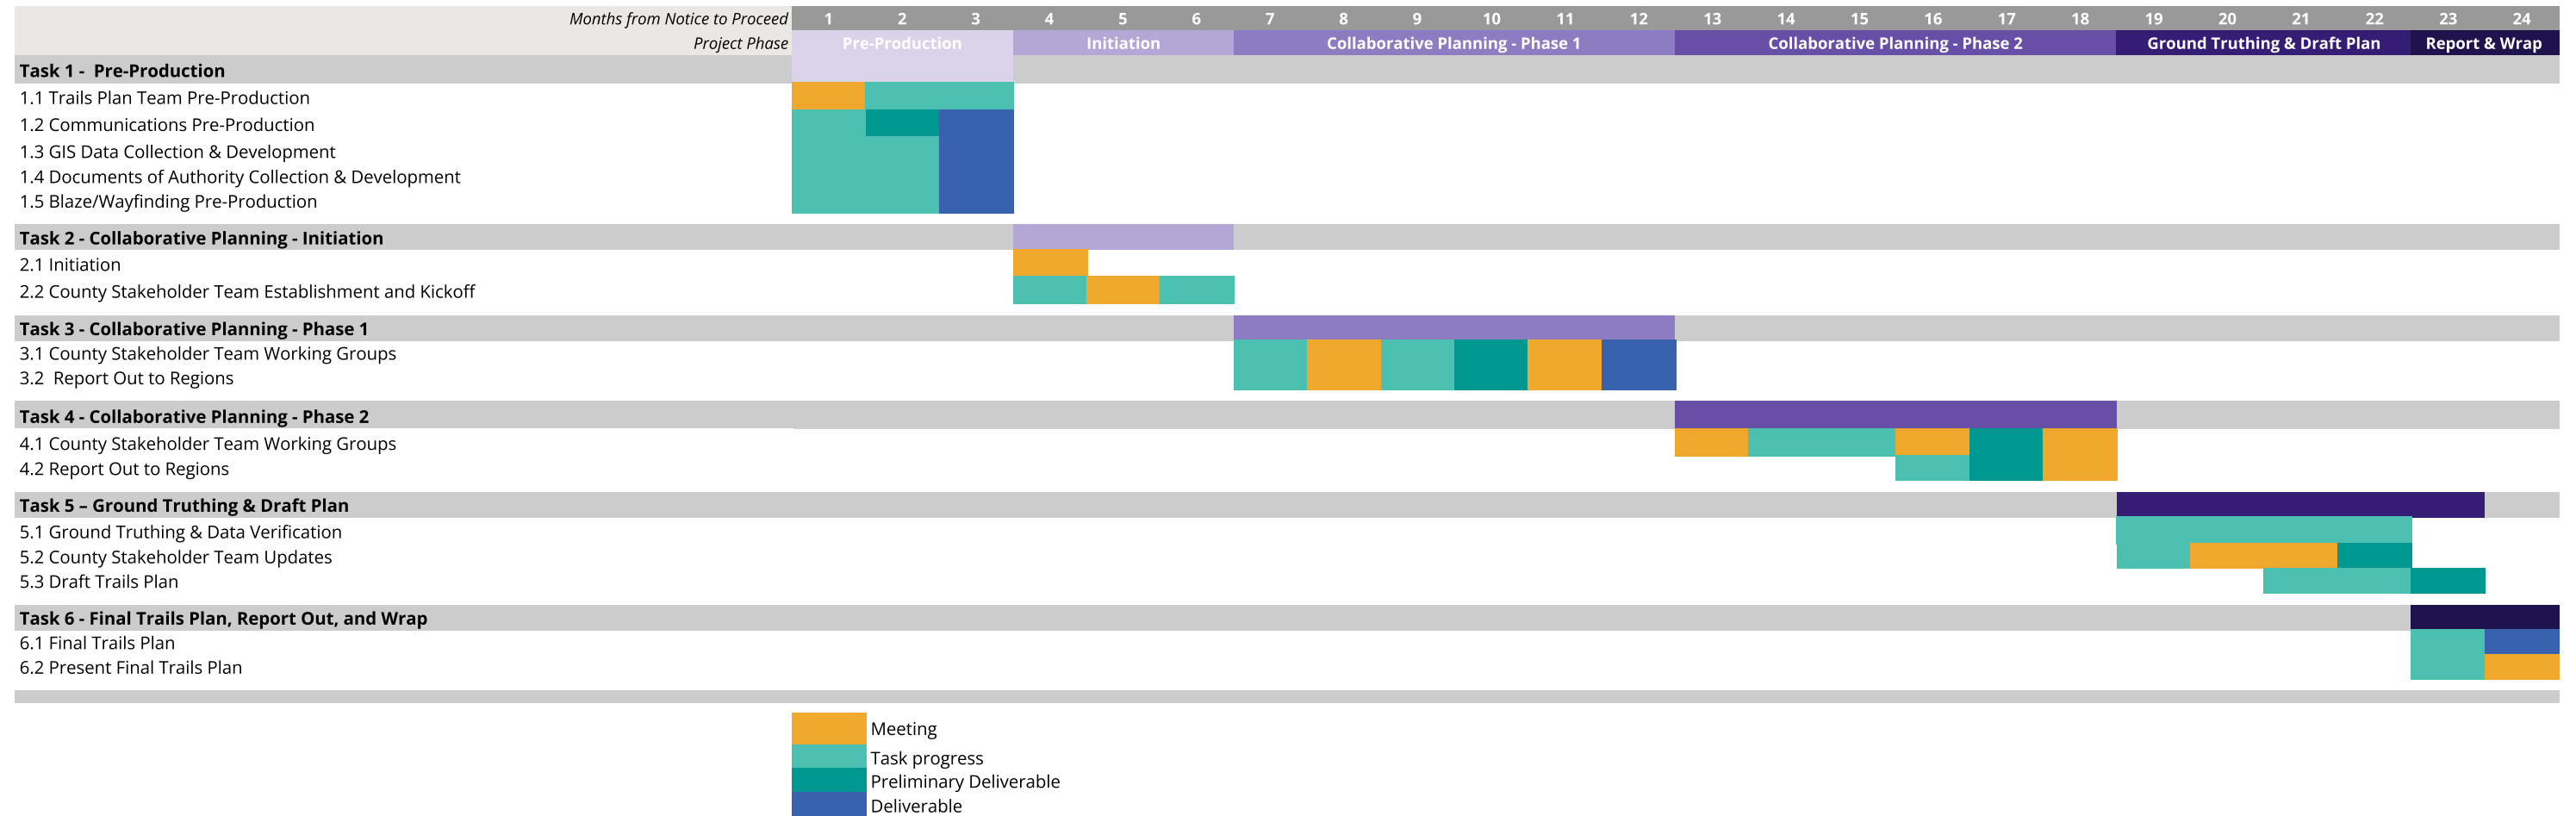 Months from Notice to Proceed 1 2 3 4 5 6 7 8 9 10 11 12 13 14 15 16 17 18 19 20 21 22 23 24
Project Phase Pre-Production Initiation Collaborative Planning - Phase 1 Collaborative Planning - Phase 2 Ground Truthing & Draft Plan Report & Wrap
Task 1 - Pre-Production
1.1 Trails Plan Team Pre-Production
1.2 Communications Pre-Production
1.3 GIS Data Collection & Development
1.4 Documents of Authority Collection & Development
1.5 Blaze/Wayfinding Pre-Production
Task 2 - Collaborative Planning - Initiation
2.1 Initiation
2.2 County Stakeholder Team Establishment and Kickoff
Task 3 - Collaborative Planning - Phase 1
3.1 County Stakeholder Team Working Groups
3.2 Report Out to Regions
Task 4 - Collaborative Planning - Phase 2
4.1 County Stakeholder Team Working Groups
4.2 Report Out to Regions
Task 5 – Ground Truthing & Draft Plan
5.1 Ground Truthing & Data Verification
5.2 County Stakeholder Team Updates
5.3 Draft Trails Plan
Task 6 - Final Trails Plan, Report Out, and Wrap
6.1 Final Trails Plan
6.2 Present Final Trails Plan
Meeting
Task progress
Preliminary Deliverable
Deliverable